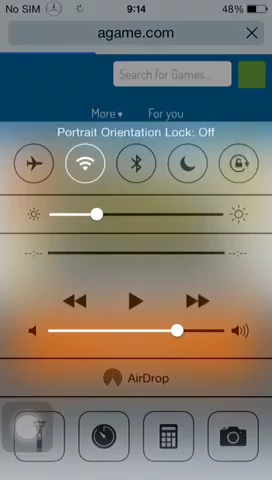 No SIM 9:14 48%
agame.com
Search for Games...
More ▾ For you
Portrait Orientation Lock: Off
--:-- --:--
AirDrop